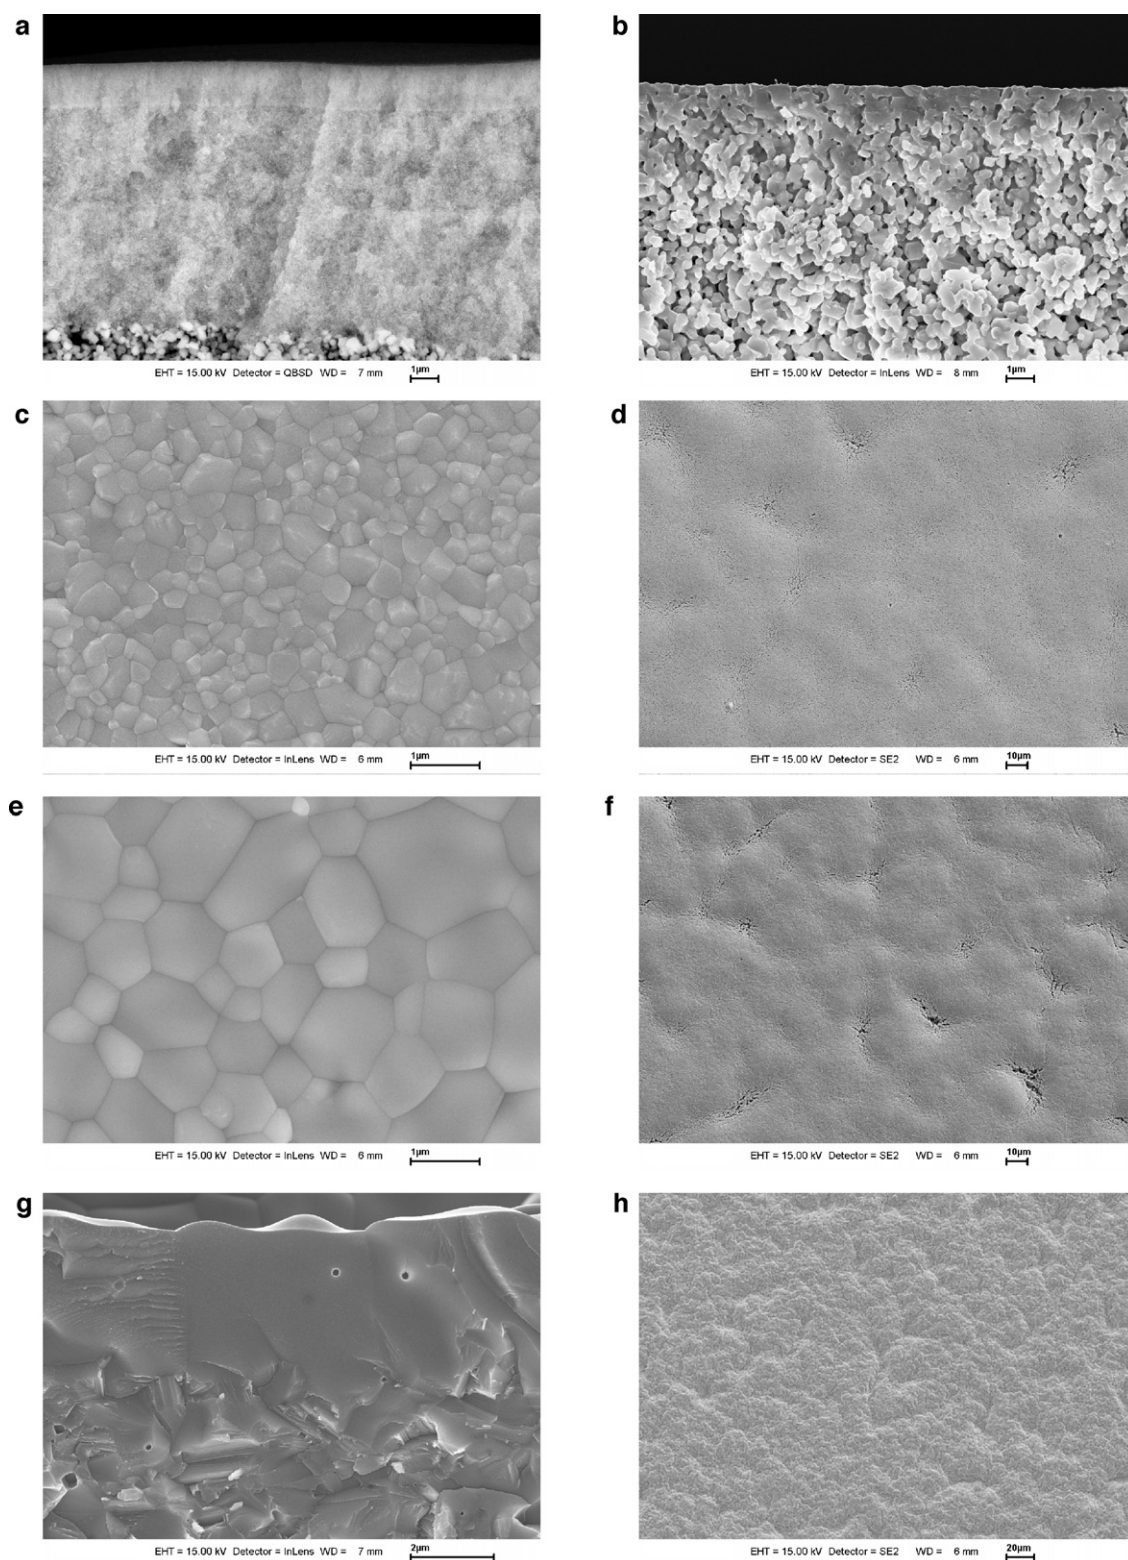 a
b
EHT = 15.00 kV Detector = QBSD WD = 7 mm 1µm
EHT = 15.00 kV Detector = InLens WD = 8 mm 1µm
c
d
EHT = 15.00 kV Detector = InLens WD = 6 mm 1µm
EHT = 15.00 kV Detector = SE2 WD = 6 mm 10µm
e
f
EHT = 15.00 kV Detector = InLens WD = 6 mm 1µm
EHT = 15.00 kV Detector = SE2 WD = 6 mm 10µm
g
h
EHT = 15.00 kV Detector = InLens WD = 7 mm 2µm
EHT = 15.00 kV Detector = SE2 WD = 6 mm 20µm